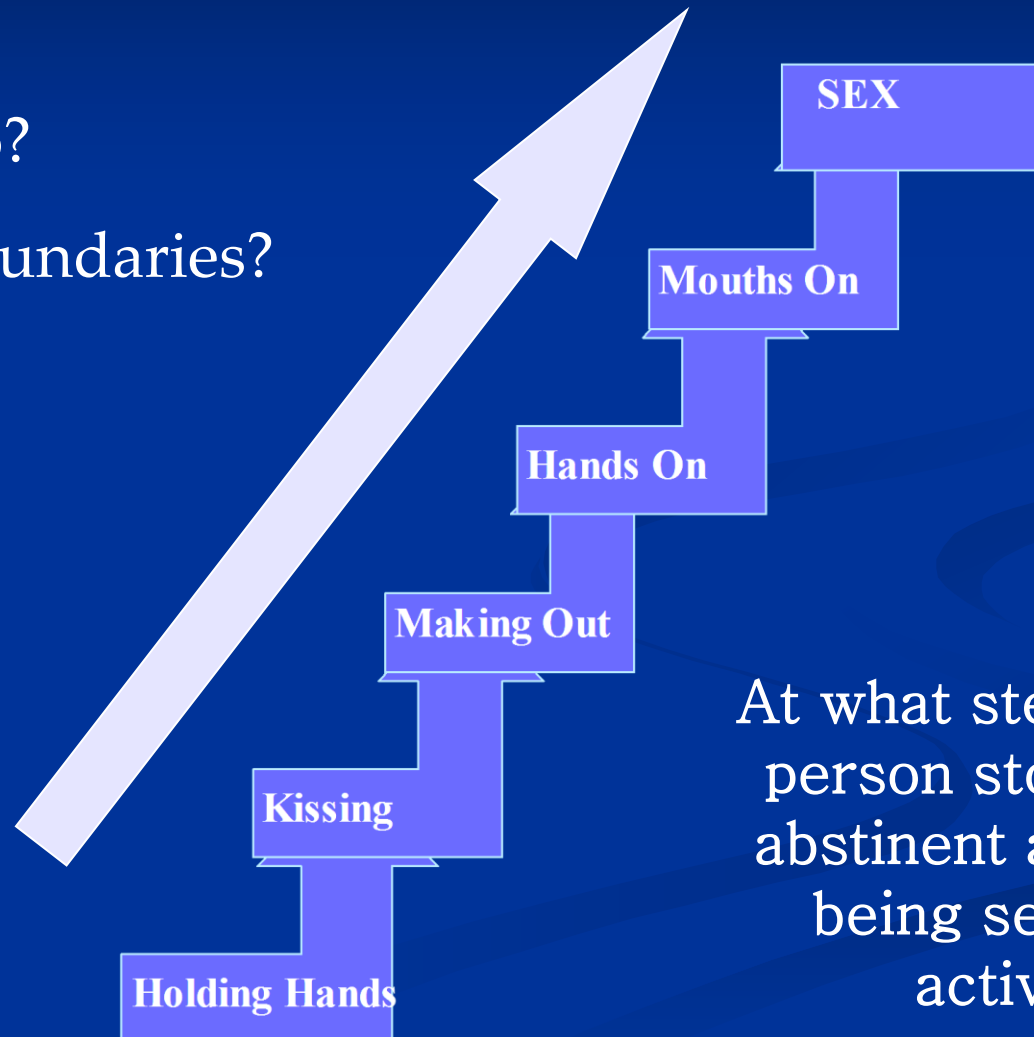 ?
undaries?
SEX
Mouths On
Hands On
Making Out
Kissing
Holding Hands
At what ste
person sto
abstinent a
being se
activ